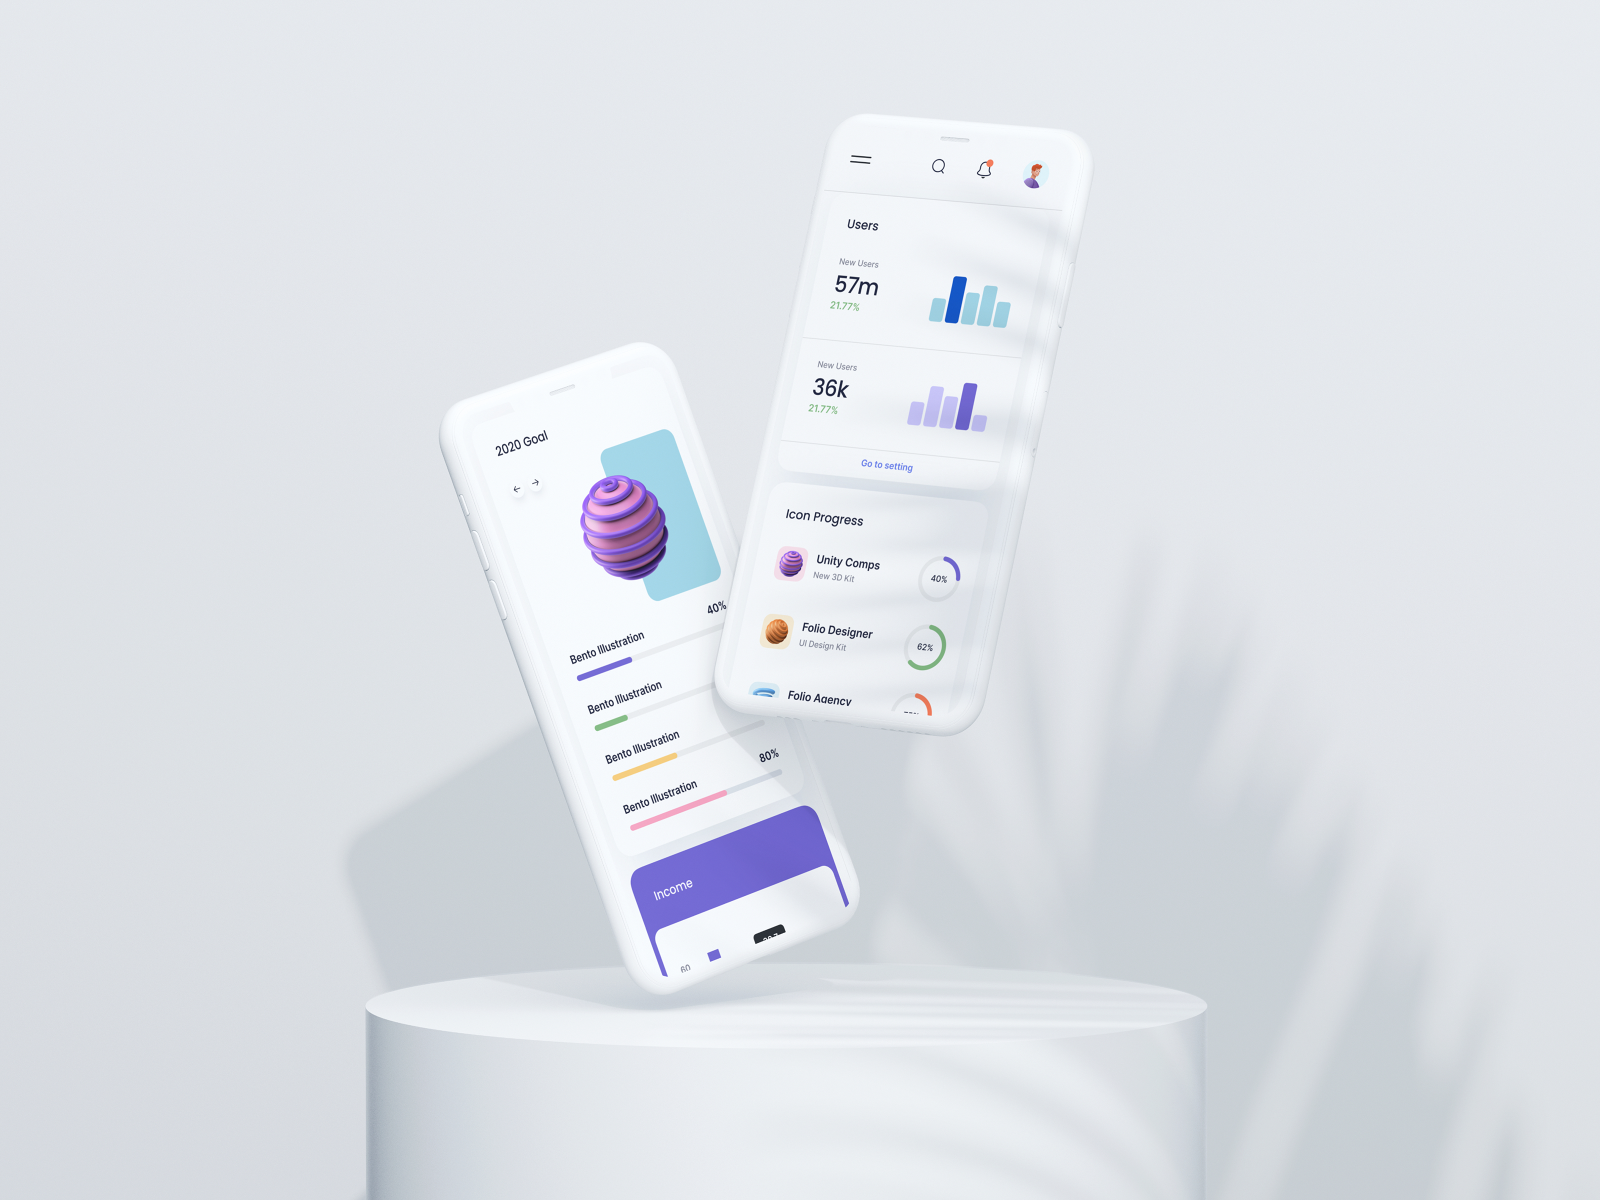 Users
New Users
57m
21.77%
New Users
36k
21.77%
Go to setting
Icon Progress
Unity Comps
New 3D Kit
40%
Folio Designer
UI Design Kit
62%
Folio Agency
2020 Goal
40%
Bento Illustration
Bento Illustration
Bento Illustration
80%
Bento Illustration
Income
60